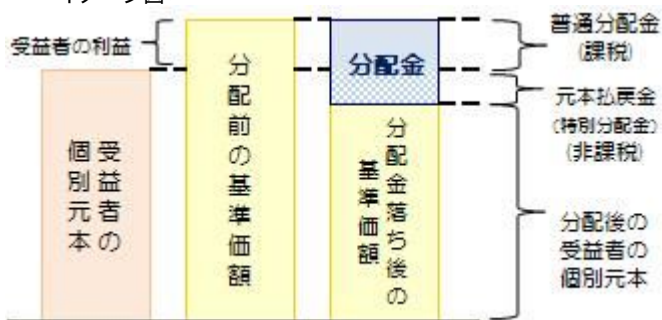 受益者の利益
受益者の
個別元本
分配前の基準価額
分配金
分配金落ち後の
基準価額
普通分配金
(課税)
元本払戻金
(特別分配金)
(非課税)
分配後の
受益者の
個別元本